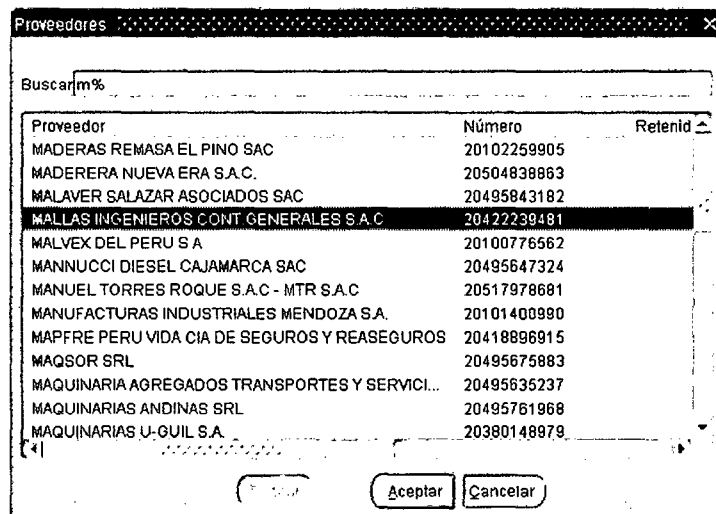 Proveedores
Buscar m%
Proveedor Número Retenid
MADERAS REMASA EL PINO SAC 20102259905
MADERERA NUEVA ERA S.A.C. 20504838863
MALAVER SALAZAR ASOCIADOS SAC 20495843182
MALLAS INGENIEROS CONT.GENERALES S.A.C 20422239481
MALVEX DEL PERU S A 20100776562
MANNUCCI DIESEL CAJAMARCA SAC 20495647324
MANUEL TORRES ROQUE S.A.C - MTR S.A.C 20517978681
MANUFACTURAS INDUSTRIALES MENDOZA S.A. 20101400990
MAPFRE PERU VIDA CIA DE SEGUROS Y REASEGUROS 20418896915
MAQSOR SRL 20495675883
MAQUINARIA AGREGADOS TRANSPORTES Y SERVICI... 20495635237
MAQUINARIAS ANDINAS SRL 20495761968
MAQUINARIAS U-GUIL S.A. 20380148979
Aceptar Cancelar